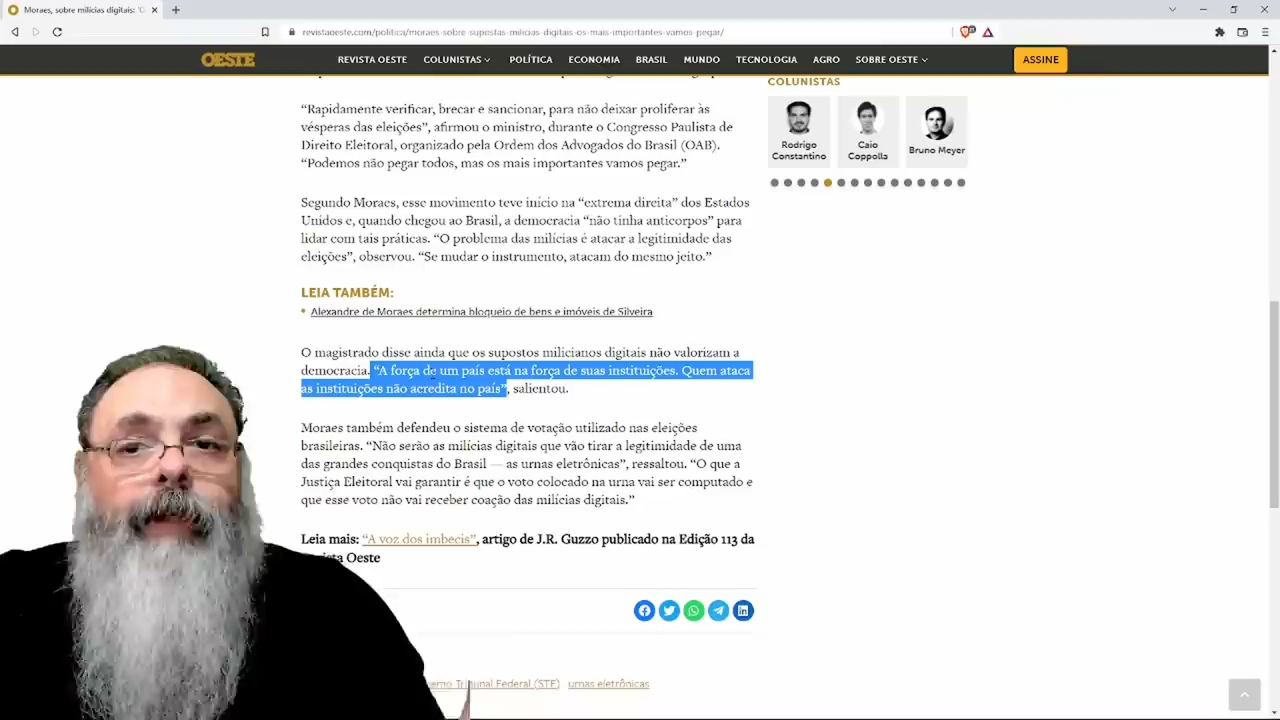 Moraes, sobre milícias digitais: 'O
revistaoeste.com/politica/moraes-sobre-supostas-milicias-digitais-os-mais-importantes-vamos-pegar/
OESTE
REVISTA OESTE COLUNISTAS POLÍTICA ECONOMIA BRASIL MUNDO TECNOLOGIA AGRO SOBRE OESTE ASSINE
“Rapidamente verificar, brecar e sancionar, para não deixar proliferar às
vésperas das eleições”, afirmou o ministro, durante o Congresso Paulista de
Direito Eleitoral, organizado pela Ordem dos Advogados do Brasil (OAB).
“Podemos não pegar todos, mas os mais importantes vamos pegar.”
Segundo Moraes, esse movimento teve início na “extrema direita” dos Estados
Unidos e, quando chegou ao Brasil, a democracia “não tinha anticorpos” para
lidar com tais práticas. “O problema das milícias é atacar a legitimidade das
eleições”, observou. “Se mudar o instrumento, atacam do mesmo jeito.”
LEIA TAMBÉM:
• Alexandre de Moraes determina bloqueio de bens e imóveis de Silveira
O magistrado disse ainda que os supostos milicianos digitais não valorizam a
democracia. “A força de um país está na força de suas instituições. Quem ataca
as instituições não acredita no país”, salientou.
Moraes também defendeu o sistema de votação utilizado nas eleições
brasileiras. “Não serão as milícias digitais que vão tirar a legitimidade de uma
das grandes conquistas do Brasil — as urnas eletrônicas”, ressaltou. “O que a
Justiça Eleitoral vai garantir é que o voto colocado na urna vai ser computado e
que esse voto não vai receber coação das milícias digitais.”
Leia mais: “A voz dos imbecis”, artigo de J.R. Guzzo publicado na Edição 113 da
Oeste
Federal (STF) urnas eletrônicas
COLUNISTAS
Rodrigo
Constantino
Caio
Coppolla
Bruno Meyer